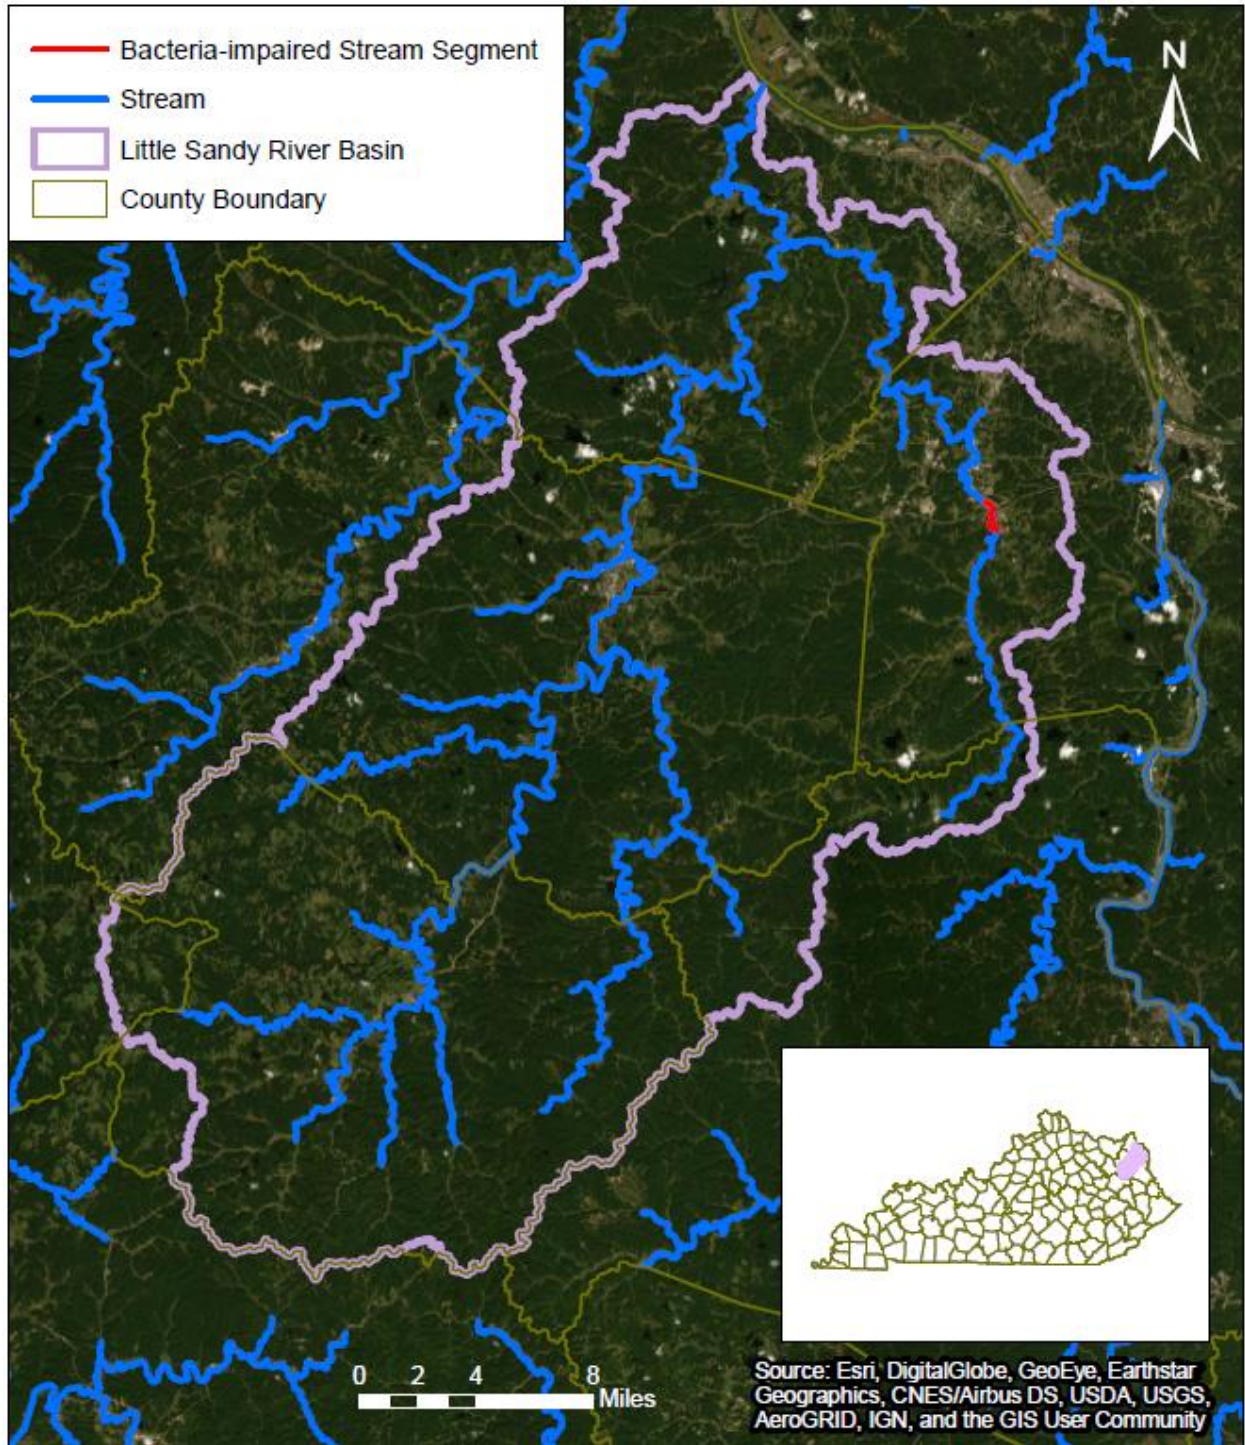 Bacteria-impaired Stream Segment
Stream
Little Sandy River Basin
County Boundary
N
0 2 4 8
Miles
Source: Esri, DigitalGlobe, GeoEye, Earthstar
Geographics, CNES/Airbus DS, USDA, USGS,
AeroGRID, IGN, and the GIS User Community